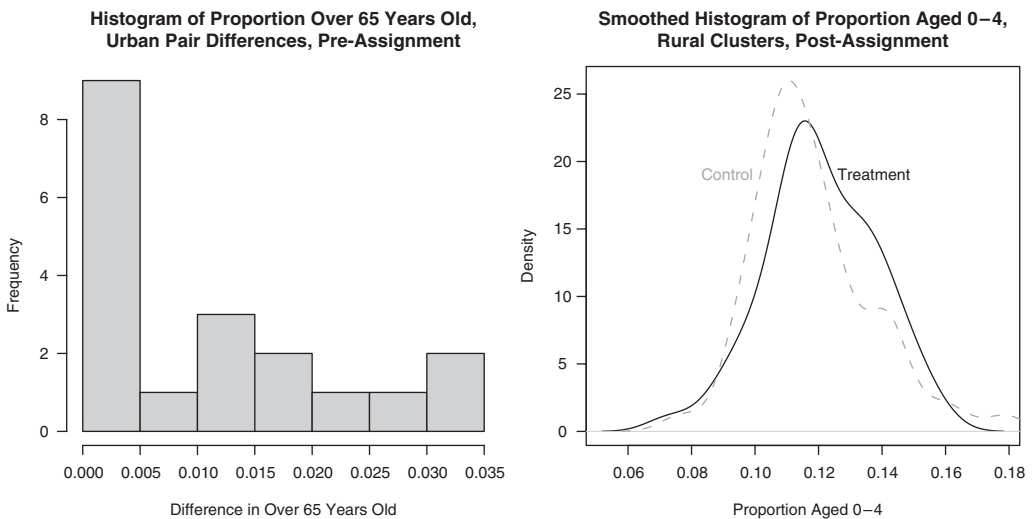 Histogram of Proportion Over 65 Years Old,
Urban Pair Differences, Pre-Assignment
Frequency
8
6
4
2
0
0.000 0.005 0.010 0.015 0.020 0.025 0.030 0.035
Difference in Over 65 Years Old
Smoothed Histogram of Proportion Aged 0–4,
Rural Clusters, Post-Assignment
Density
25
20
15
10
5
0
Control
Treatment
0.06 0.08 0.10 0.12 0.14 0.16 0.18
Proportion Aged 0–4